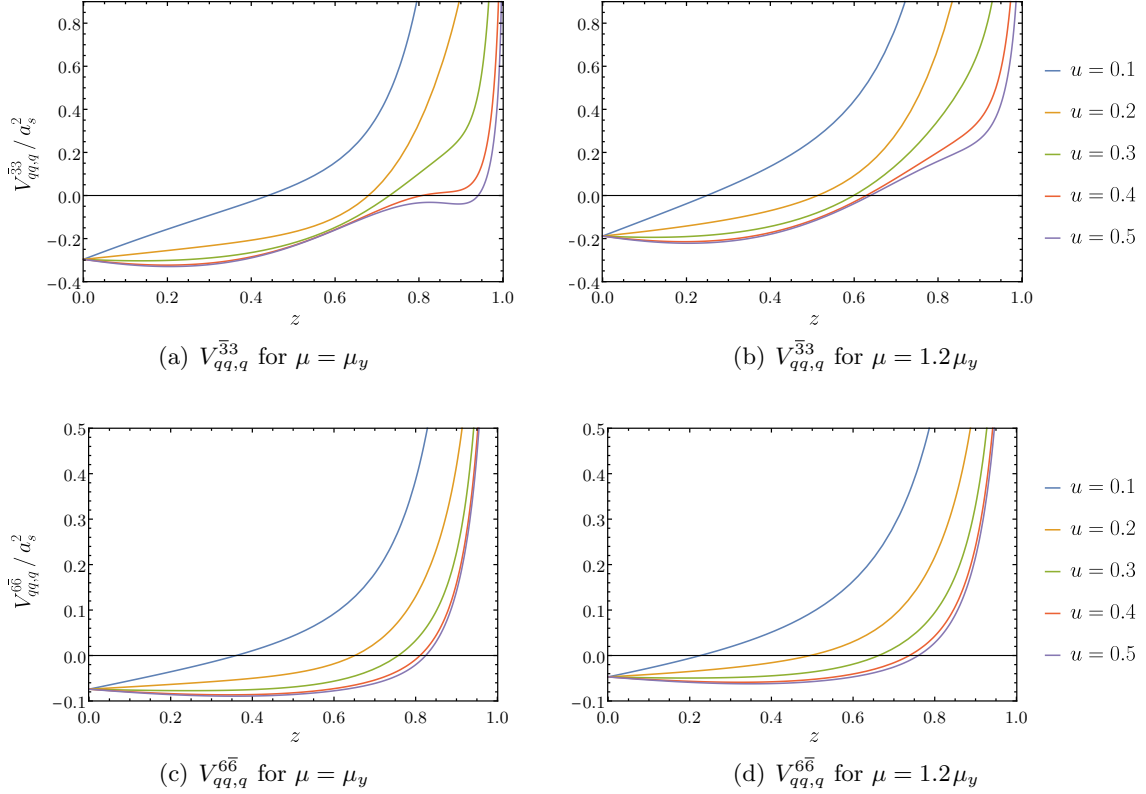 0.8
0.6
0.4
0.2
0.0
−0.2
−0.4
0.0 0.2 0.4 0.6 0.8 1.0
z
V_{qq,q}^{\bar{3}3} / a_s^2
(a) V_{qq,q}^{\bar{3}3} for μ = μ_y
0.8
0.6
0.4
0.2
0.0
−0.2
−0.4
0.0 0.2 0.4 0.6 0.8 1.0
z
(b) V_{qq,q}^{\bar{3}3} for μ = 1.2μ_y
u = 0.1
u = 0.2
u = 0.3
u = 0.4
u = 0.5
0.5
0.4
0.3
0.2
0.1
0.0
−0.1
0.0 0.2 0.4 0.6 0.8 1.0
z
V_{qq,q}^{6\bar{6}} / a_s^2
(c) V_{qq,q}^{6\bar{6}} for μ = μ_y
0.5
0.4
0.3
0.2
0.1
0.0
−0.1
0.0 0.2 0.4 0.6 0.8 1.0
z
(d) V_{qq,q}^{6\bar{6}} for μ = 1.2μ_y
u = 0.1
u = 0.2
u = 0.3
u = 0.4
u = 0.5